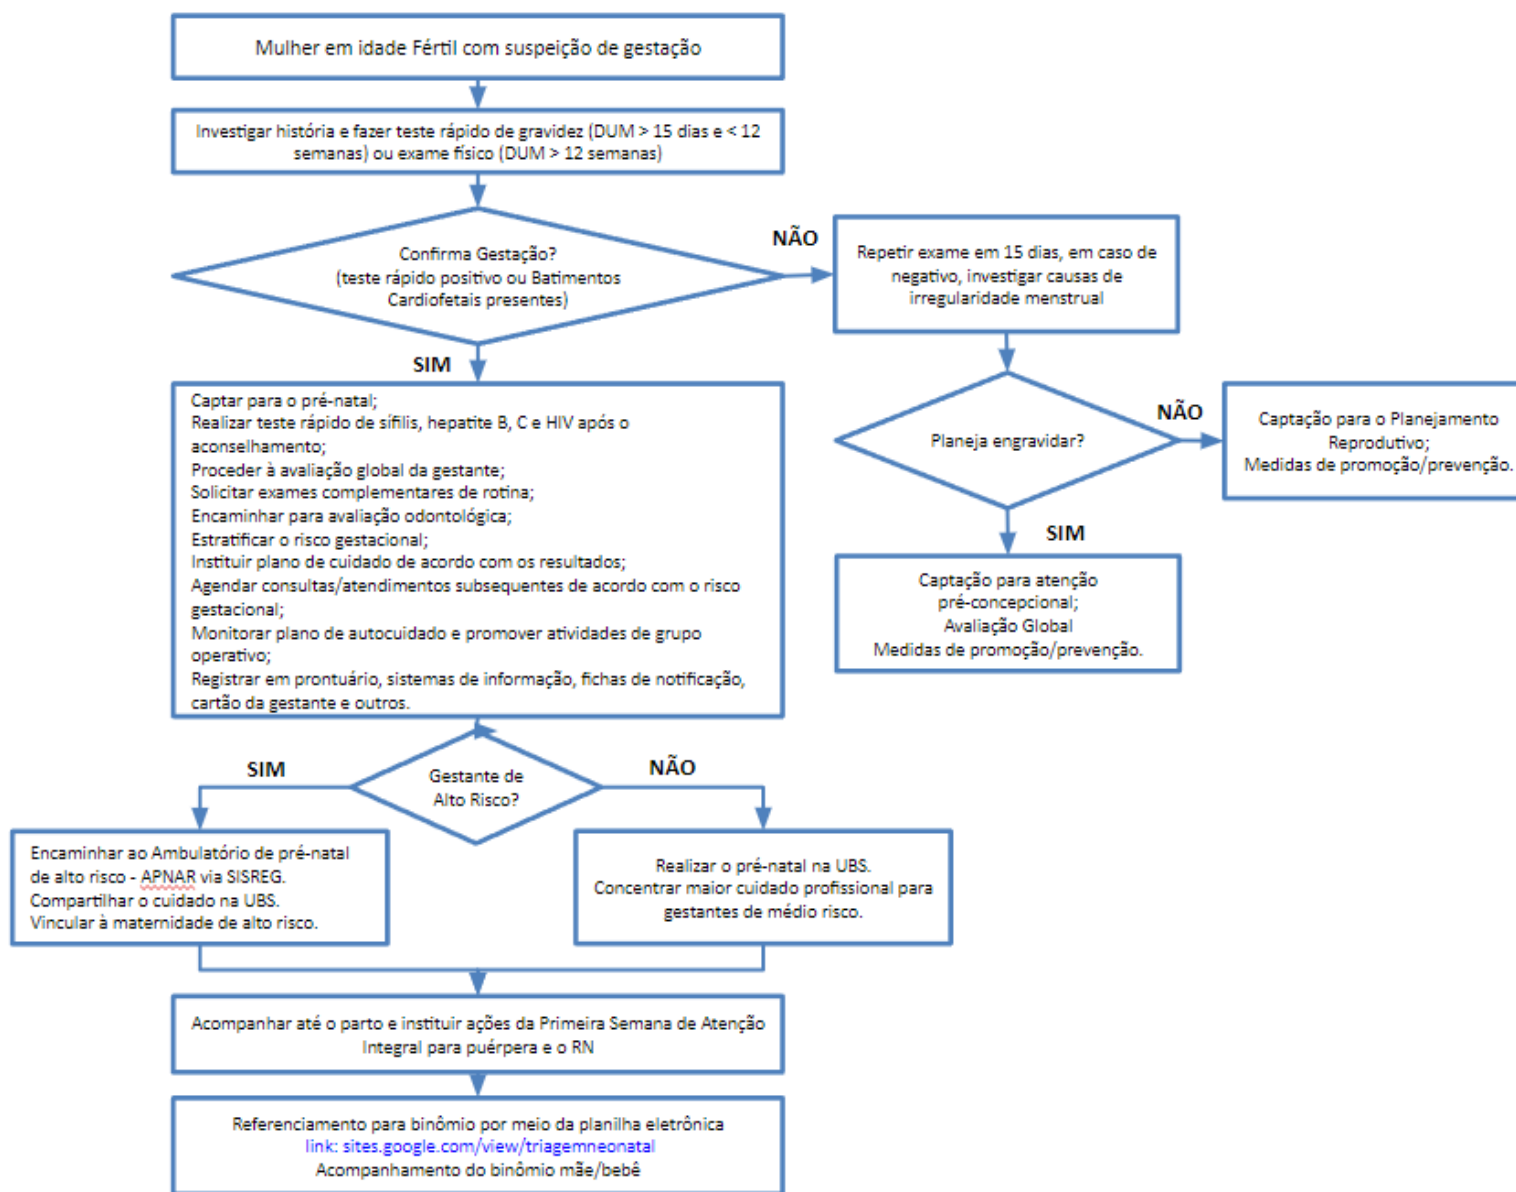 Mulher em idade Fértil com suspeição de gestação
Investigar história e fazer teste rápido de gravidez (DUM > 15 dias e < 12
semanas) ou exame físico (DUM > 12 semanas)
Confirma Gestação?
(teste rápido positivo ou Batimentos
Cardiofetais presentes)
NÃO
Repetir exame em 15 dias, em caso de
negativo, investigar causas de
irregularidade menstrual
SIM
Captar para o pré-natal;
Realizar teste rápido de sífilis, hepatite B, C e HIV após o
aconselhamento;
Proceder à avaliação global da gestante;
Solicitar exames complementares de rotina;
Encaminhar para avaliação odontológica;
Estratificar o risco gestacional;
Instituir plano de cuidado de acordo com os resultados;
Agendar consultas/atendimentos subsequentes de acordo com o risco
gestacional;
Monitorar plano de autocuidado e promover atividades de grupo
operativo;
Registrar em prontuário, sistemas de informação, fichas de notificação,
cartão da gestante e outros.
Planeja engravidar?
NÃO
Captação para o Planejamento
Reprodutivo;
Medidas de promoção/prevenção.
SIM
Captação para atenção
pré-concepcional;
Avaliação Global
Medidas de promoção/prevenção.
Gestante de
Alto Risco?
SIM
NÃO
Encaminhar ao Ambulatório de pré-natal
de alto risco - APNAR via SISREG.
Compartilhar o cuidado na UBS.
Vincular à maternidade de alto risco.
Realizar o pré-natal na UBS.
Concentrar maior cuidado profissional para
gestantes de médio risco.
Acompanhar até o parto e instituir ações da Primeira Semana de Atenção
Integral para puérpera e o RN
Referenciamento para binômio por meio da planilha eletrônica
link: sites.google.com/view/triagemneonatal
Acompanhamento do binômio mãe/bebê